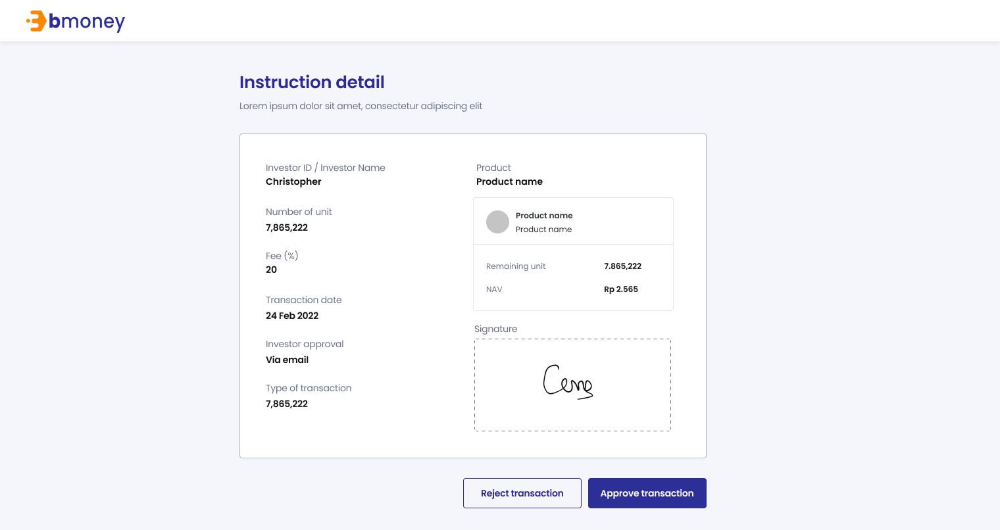 bmoney
Instruction detail
Lorem ipsum dolor sit amet, consectetur adipiscing elit
Investor ID / Investor Name
Christopher
Number of unit
7,865,222
Fee (%)
20
Transaction date
24 Feb 2022
Investor approval
Via email
Type of transaction
7,865,222
Product
Product name
Product name
Product name
Remaining unit 7.865,222
NAV Rp 2.565
Signature
Reject transaction Approve transaction